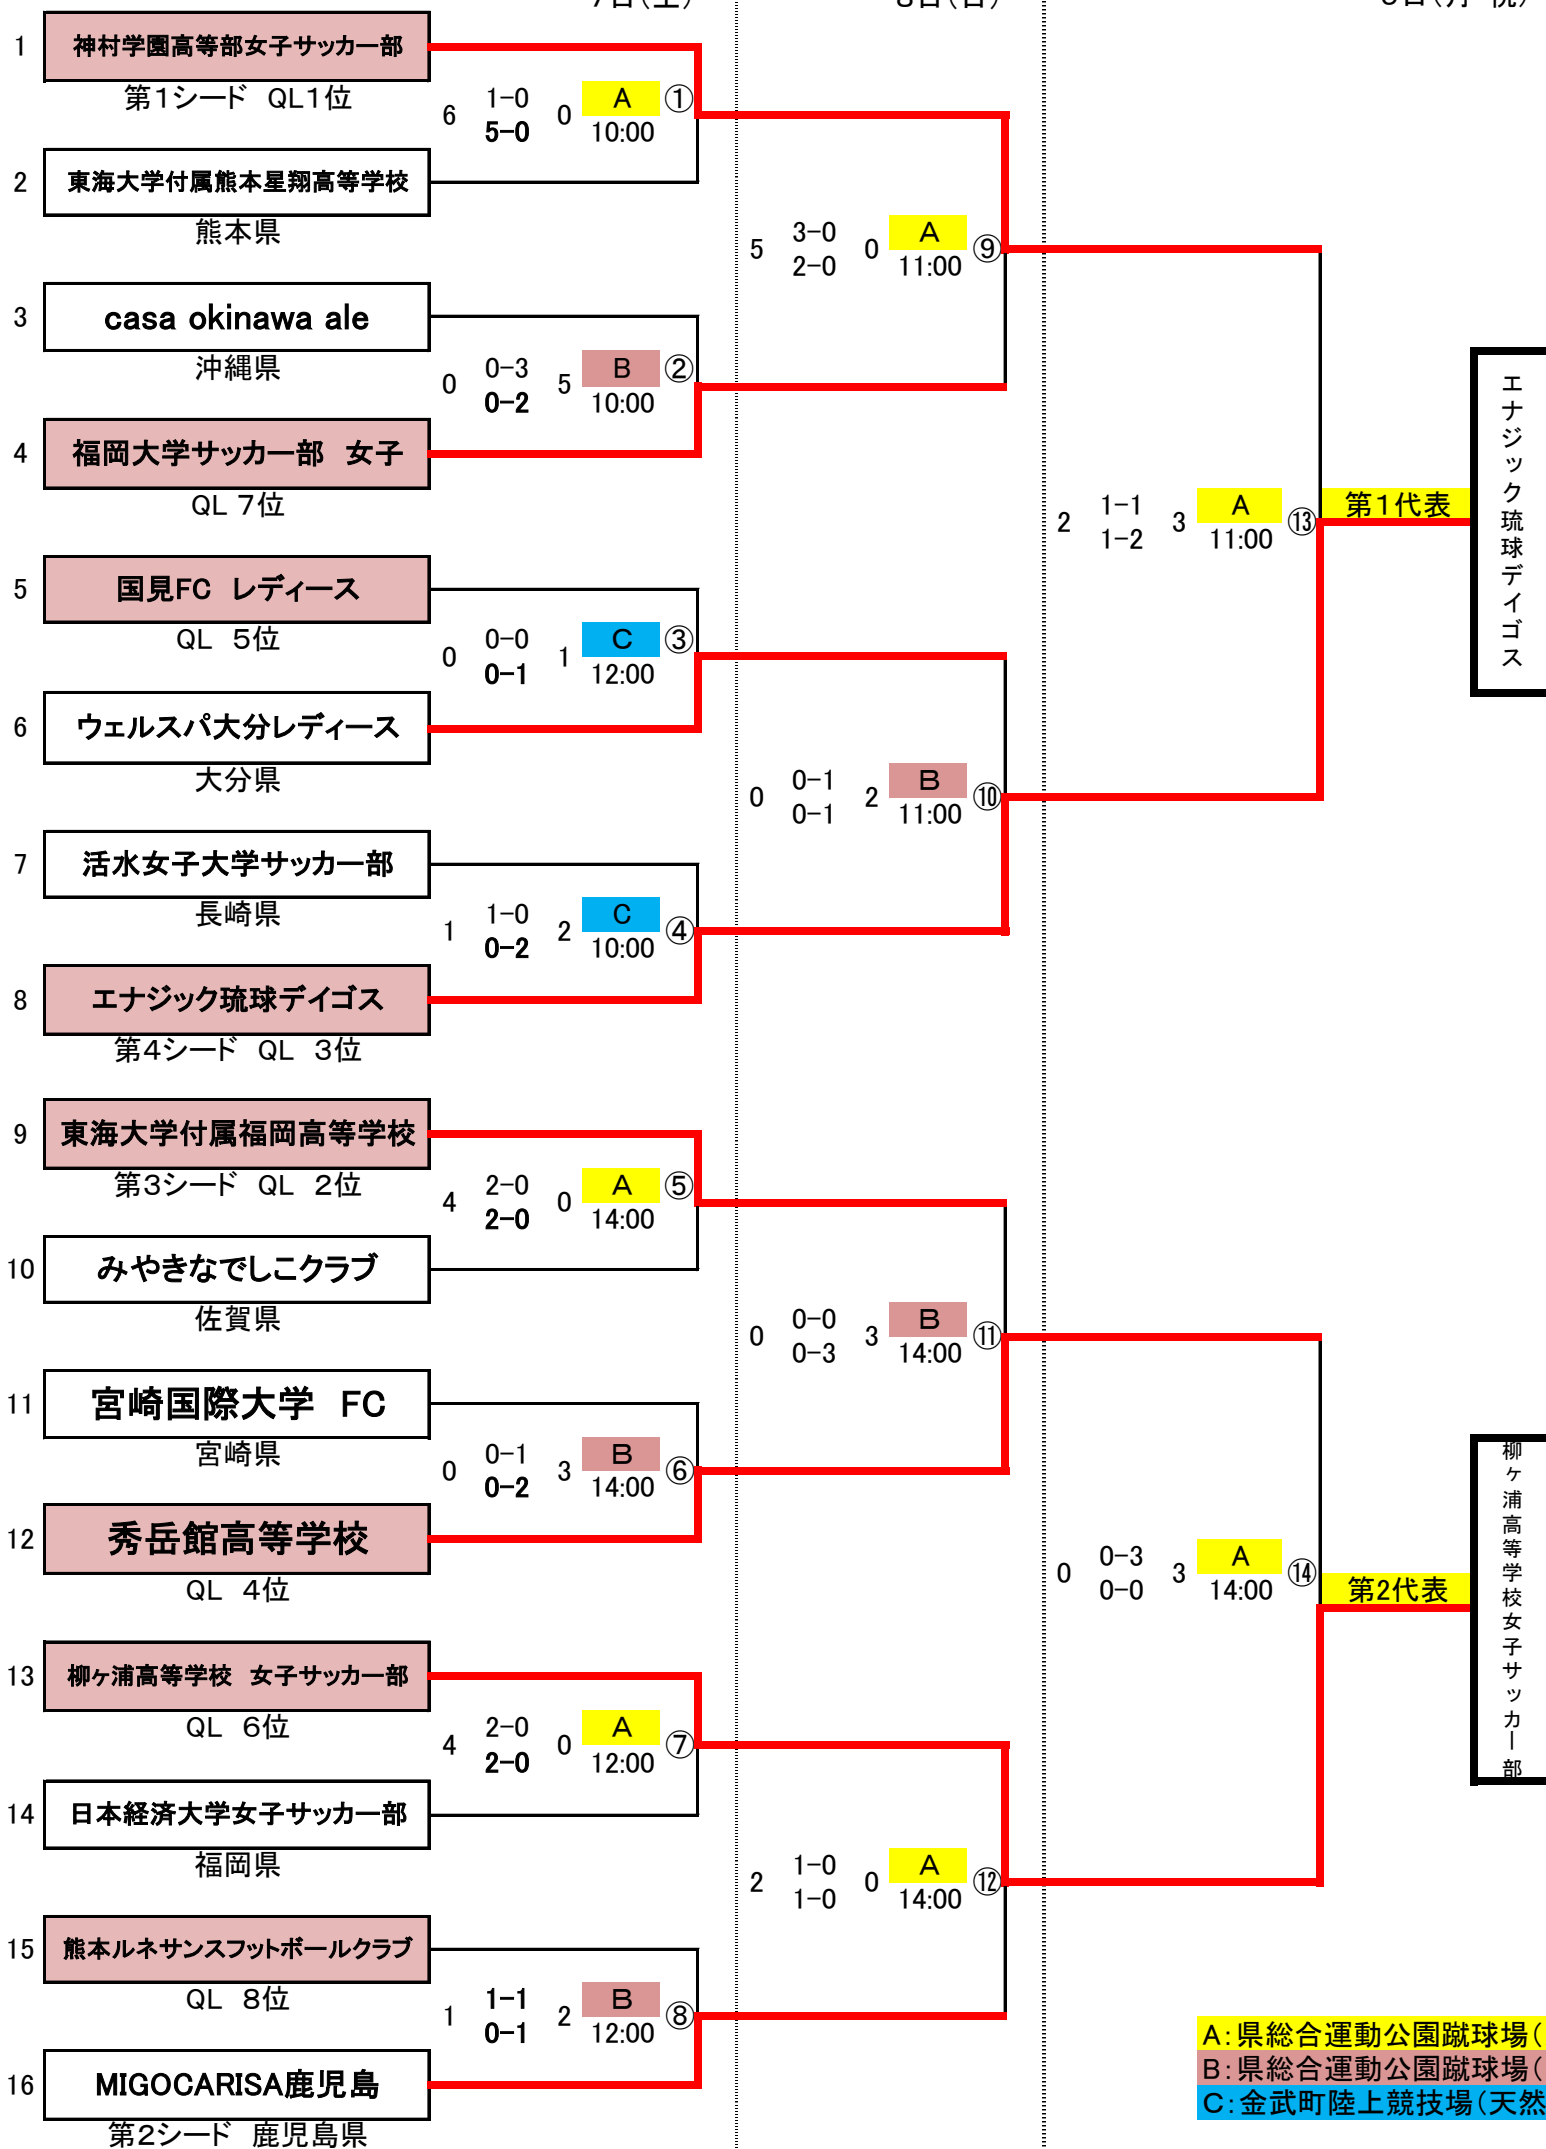 7日(土)
8日(日)
1
神村学園高等部女子サッカー部
第1シード QL1位
6
1-0
5-0
0
A
10:00
①
2
東海大学付属熊本星翔高等学校
熊本県
5
3-0
2-0
0
A
11:00
⑨
3
casa okinawa ale
沖縄県
0
0-3
0-2
5
B
10:00
②
4
福岡大学サッカー部 女子
QL 7位
2
1-1
1-2
3
A
11:00
⑬
第1代表
エナジック琉球デイゴス
5
国見FC レディース
QL 5位
0
0-0
0-1
1
C
12:00
③
6
ウェルスパ大分レディース
大分県
0
0-1
0-1
2
B
11:00
⑩
7
活水女子大学サッカー部
長崎県
1
1-0
0-2
2
C
10:00
④
8
エナジック琉球デイゴス
第4シード QL 3位
9
東海大学付属福岡高等学校
第3シード QL 2位
4
2-0
2-0
0
A
14:00
⑤
10
みやきなでしこクラブ
佐賀県
0
0-0
0-3
3
B
14:00
⑪
11
宮崎国際大学 FC
宮崎県
0
0-1
0-2
3
B
14:00
⑥
12
秀岳館高等学校
QL 4位
0
0-3
0-0
3
A
14:00
⑭
第2代表
柳ヶ浦高等学校女子サッカー部
13
柳ヶ浦高等学校 女子サッカー部
QL 6位
4
2-0
2-0
0
A
12:00
⑦
14
日本経済大学女子サッカー部
福岡県
2
1-0
1-0
0
A
14:00
⑫
15
熊本ルネサンスフットボールクラブ
QL 8位
1
1-1
0-1
2
B
12:00
⑧
16
MIGOCARISA鹿児島
第2シード 鹿児島県
A:県総合運動公園蹴球場(
B:県総合運動公園蹴球場(
C:金武町陸上競技場(天然